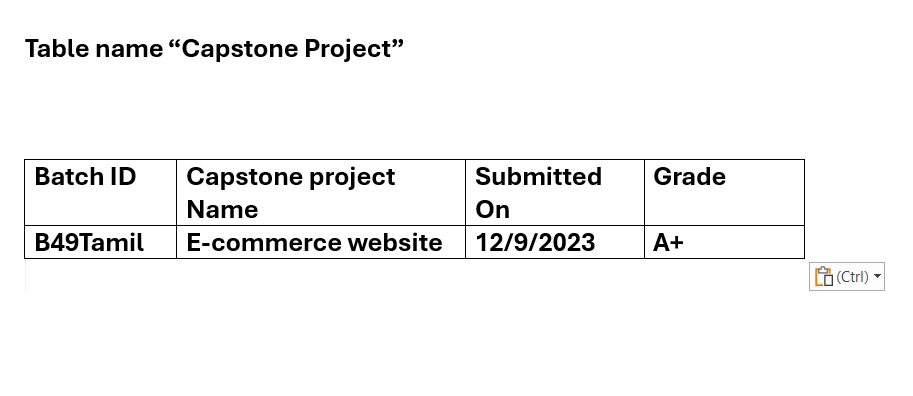 Table name “Capstone Project”
Batch ID
Capstone project
Name
Submitted
On
Grade
B49Tamil
E-commerce website
12/9/2023
A+
(Ctrl)